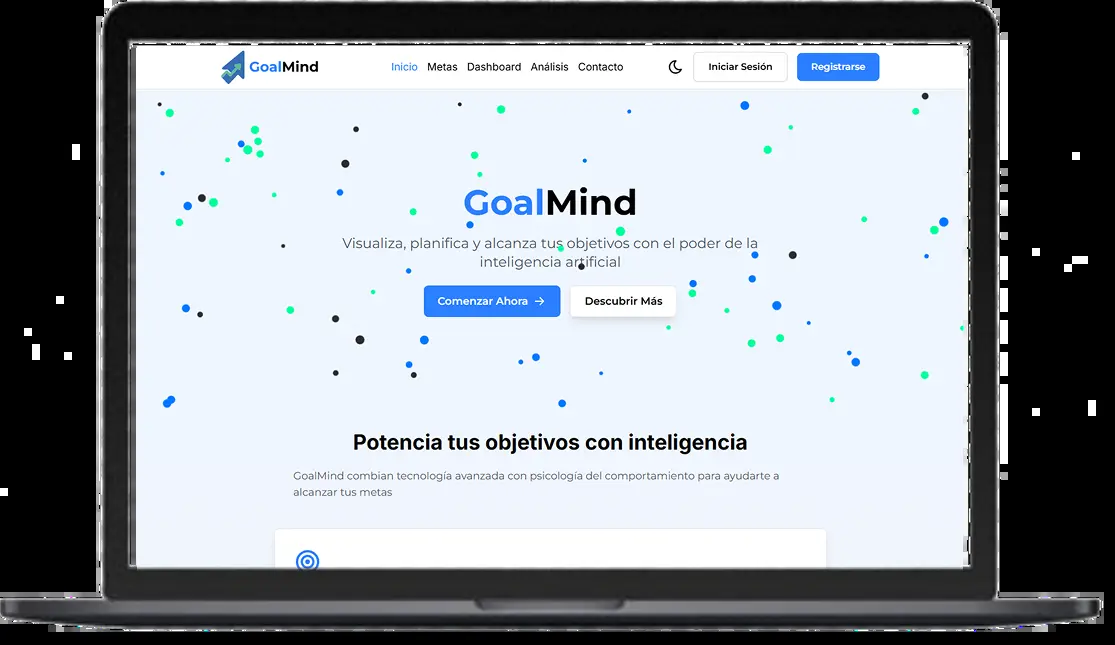 GoalMind
Inicio Metas Dashboard Análisis Contacto
Iniciar Sesión
Registrarse
GoalMind
Visualiza, planifica y alcanza tus objetivos con el poder de la
inteligencia artificial
Comenzar Ahora →
Descubrir Más
Potencia tus objetivos con inteligencia
GoalMind combian tecnología avanzada con psicología del comportamiento para ayudarte a
alcanzar tus metas